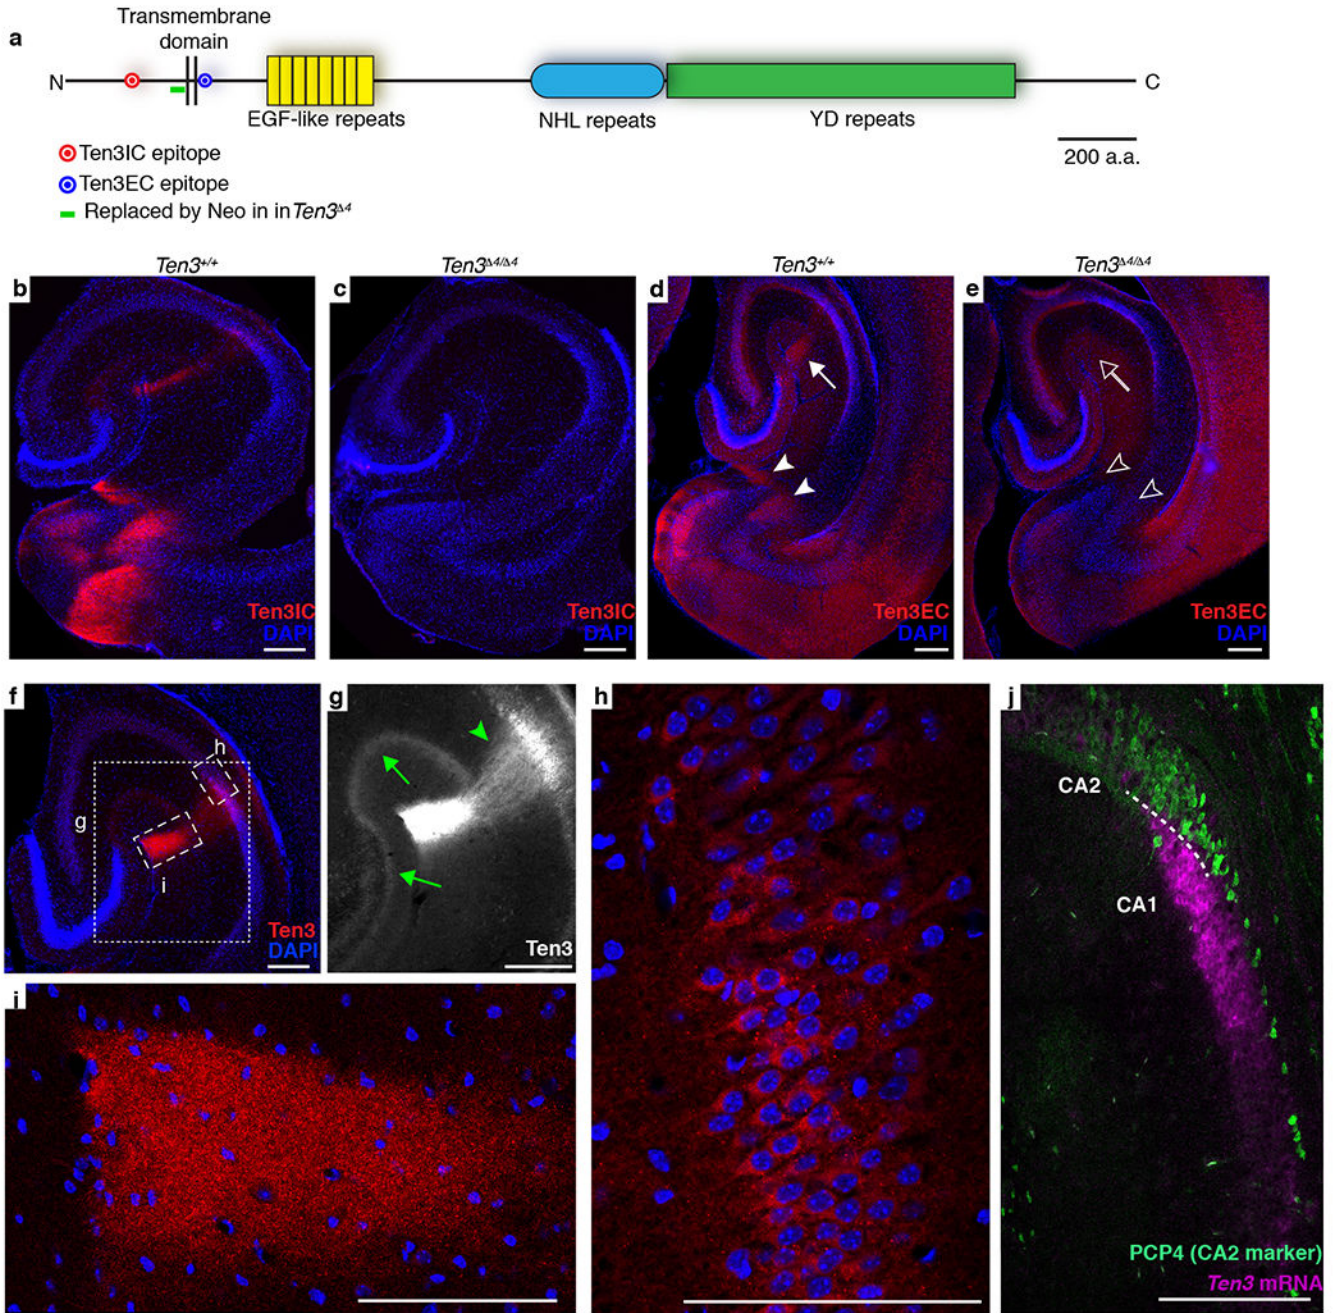 a
Transmembrane
domain
N
C
EGF-like repeats
NHL repeats
YD repeats
200 a.a.
Ten3IC epitope
Ten3EC epitope
Replaced by Neo in in Ten3Δ4
Ten3+/+
Ten3Δ4/Δ4
Ten3+/+
Ten3Δ4/Δ4
b
c
d
e
Ten3IC
DAPI
Ten3IC
DAPI
Ten3EC
DAPI
Ten3EC
DAPI
f
g
h
i
Ten3
DAPI
g
Ten3
h
j
CA2
CA1
PCP4 (CA2 marker)
Ten3 mRNA
i